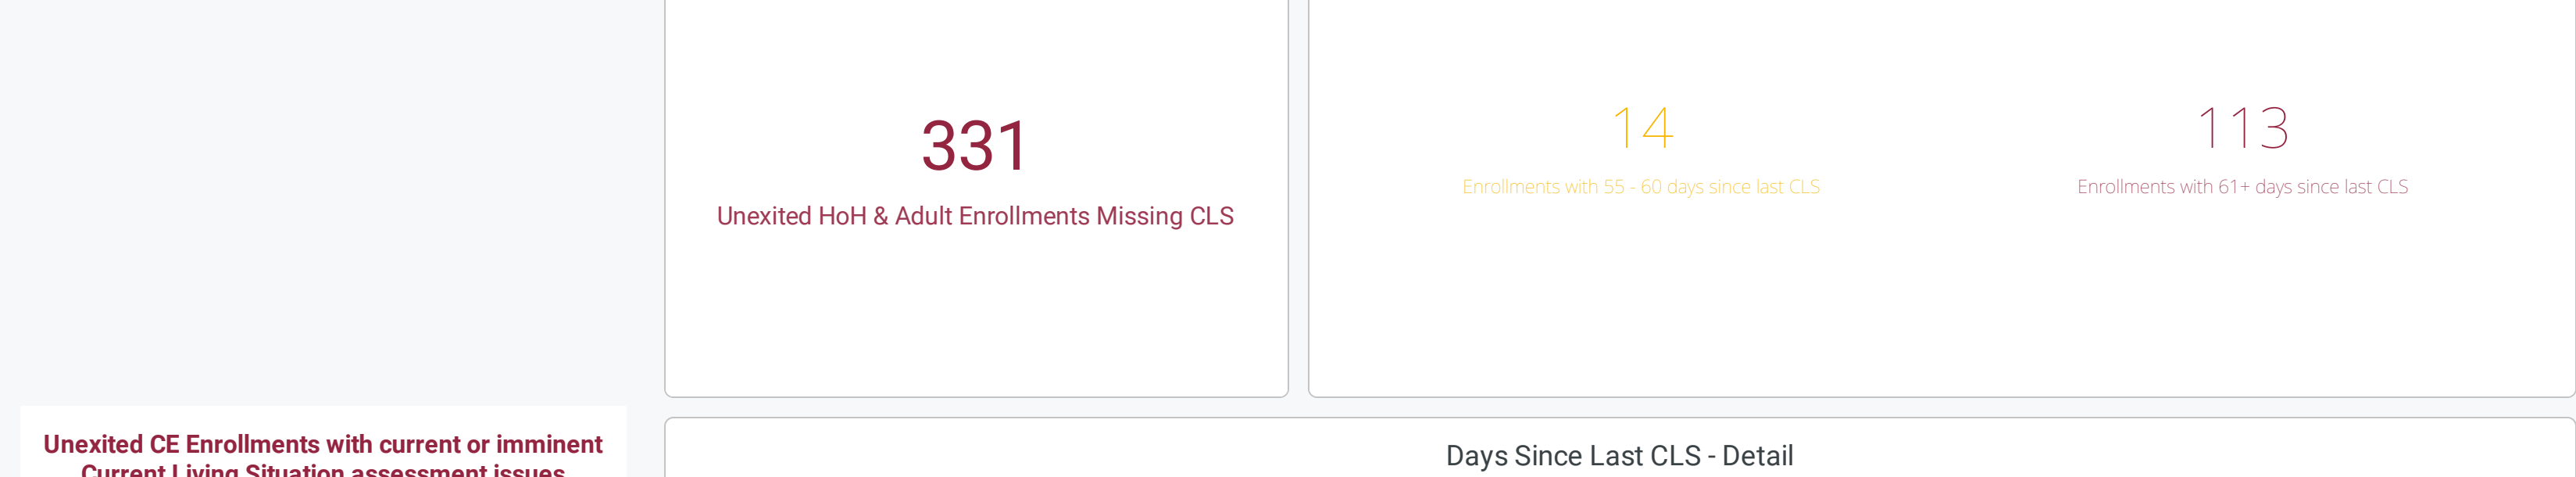 331
Unexited HoH & Adult Enrollments Missing CLS
14
Enrollments with 55 - 60 days since last CLS
113
Enrollments with 61+ days since last CLS
Unexited CE Enrollments with current or imminent
Current Living Situation assessment issues
Days Since Last CLS - Detail